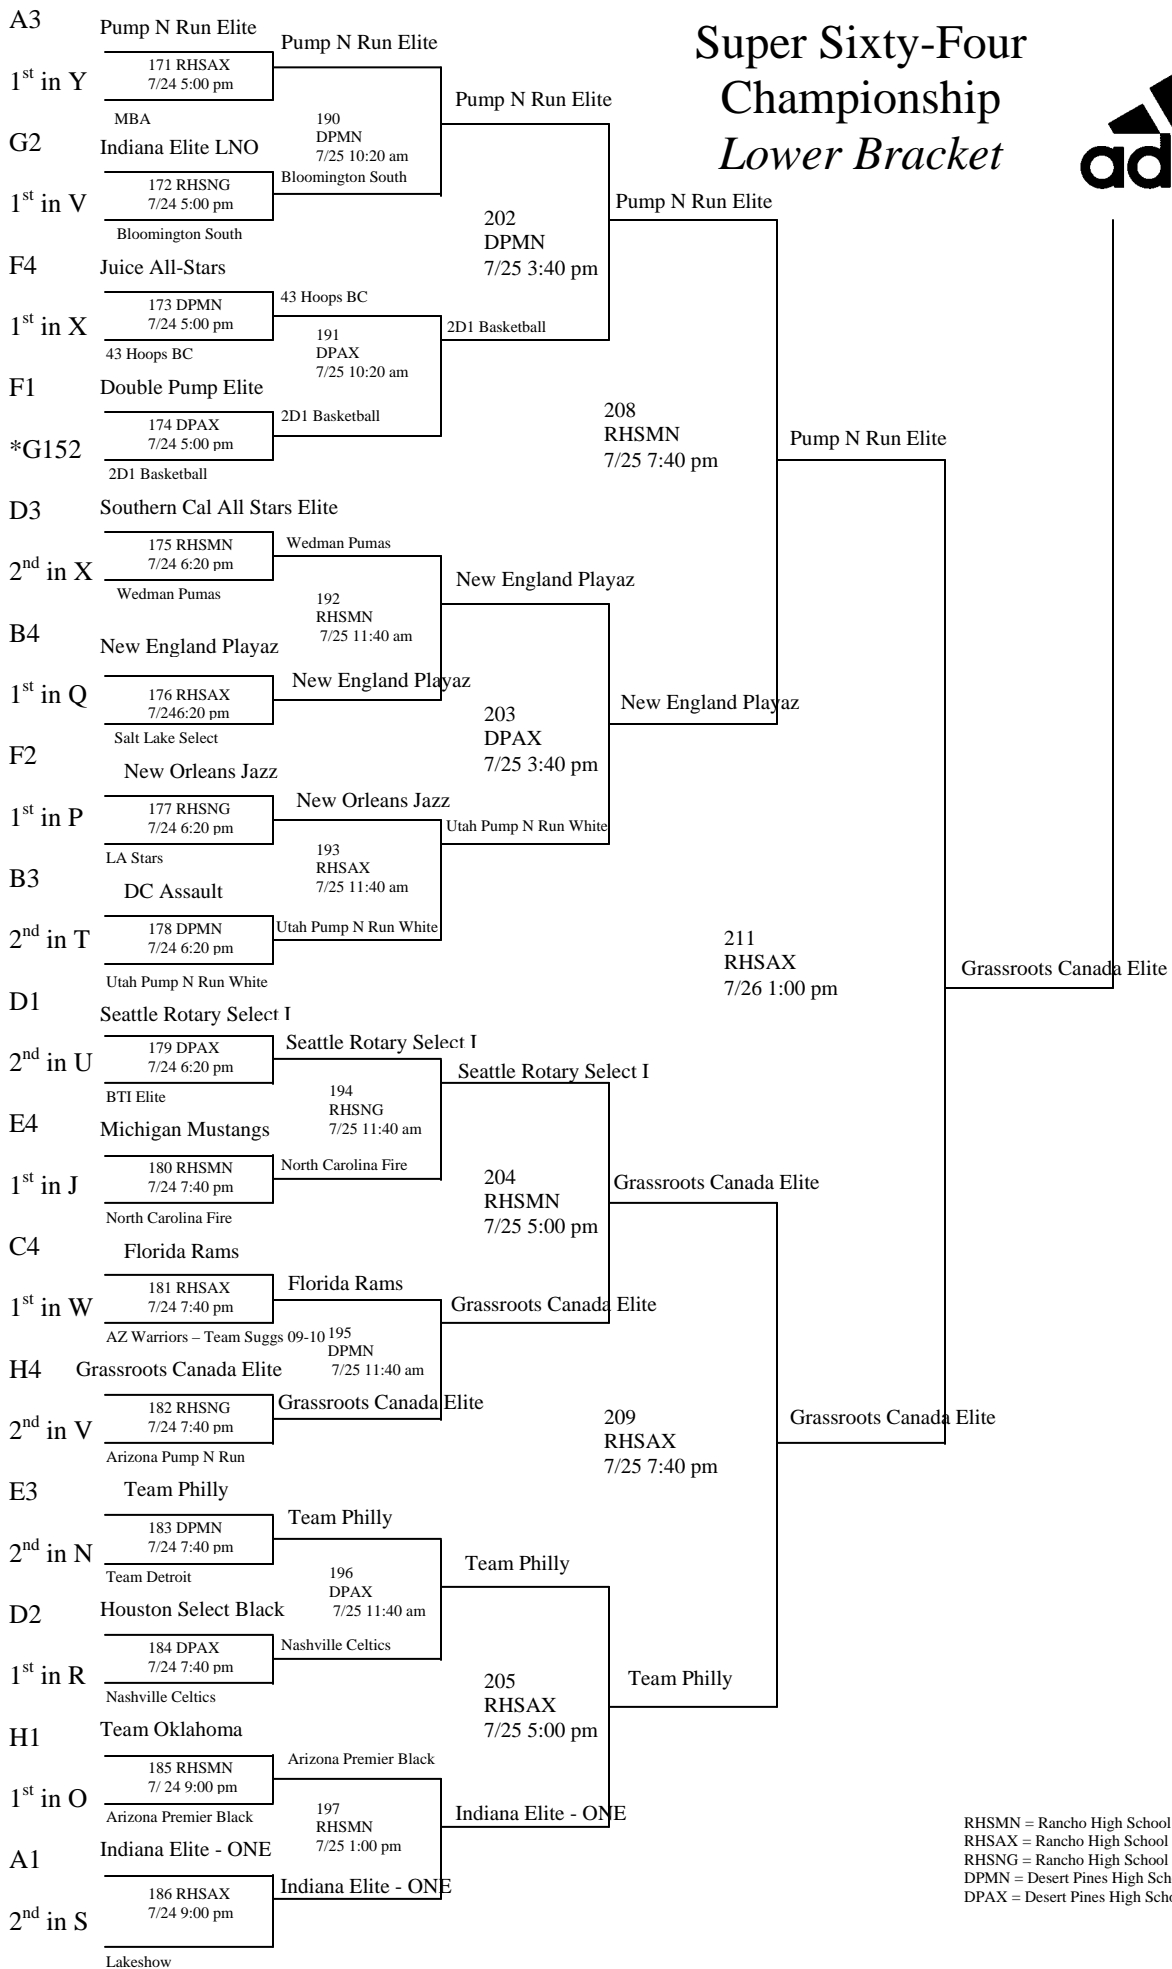 Super Sixty-Four
Championship
Lower Bracket
ad
A3
Pump N Run Elite
171 RHSAX
7/24 5:00 pm
1st in Y
MBA
G2
Indiana Elite LNO
172 RHSNG
7/24 5:00 pm
1st in V
Bloomington South
F4
Juice All-Stars
173 DPMN
7/24 5:00 pm
1st in X
43 Hoops BC
F1
Double Pump Elite
174 DPAX
7/24 5:00 pm
*G152
2D1 Basketball
D3
Southern Cal All Stars Elite
175 RHSMN
7/24 6:20 pm
2nd in X
Wedman Pumas
B4
New England Playaz
176 RHSAX
7/246:20 pm
1st in Q
Salt Lake Select
F2
New Orleans Jazz
177 RHSNG
7/24 6:20 pm
1st in P
LA Stars
B3
DC Assault
178 DPMN
7/24 6:20 pm
2nd in T
Utah Pump N Run White
D1
Seattle Rotary Select I
179 DPAX
7/24 6:20 pm
2nd in U
BTI Elite
E4
Michigan Mustangs
180 RHSMN
7/24 7:40 pm
1st in J
North Carolina Fire
C4
Florida Rams
181 RHSAX
7/24 7:40 pm
1st in W
AZ Warriors – Team Suggs 09-10
H4
Grassroots Canada Elite
182 RHSNG
7/24 7:40 pm
2nd in V
Arizona Pump N Run
E3
Team Philly
183 DPMN
7/24 7:40 pm
2nd in N
Team Detroit
D2
Houston Select Black
184 DPAX
7/24 7:40 pm
1st in R
Nashville Celtics
H1
Team Oklahoma
185 RHSMN
7/ 24 9:00 pm
1st in O
Arizona Premier Black
A1
Indiana Elite - ONE
186 RHSAX
7/24 9:00 pm
2nd in S
Lakeshow
Pump N Run Elite
190
DPMN
7/25 10:20 am
Bloomington South
43 Hoops BC
191
DPAX
7/25 10:20 am
2D1 Basketball
Wedman Pumas
192
RHSMN
7/25 11:40 am
New England Playaz
New Orleans Jazz
193
RHSAX
7/25 11:40 am
Utah Pump N Run White
Seattle Rotary Select I
194
RHSNG
7/25 11:40 am
North Carolina Fire
Florida Rams
195
DPMN
7/25 11:40 am
Grassroots Canada Elite
Team Philly
196
DPAX
7/25 11:40 am
Nashville Celtics
Arizona Premier Black
197
RHSMN
7/25 1:00 pm
Indiana Elite - ONE
Pump N Run Elite
202
DPMN
7/25 3:40 pm
2D1 Basketball
New England Playaz
203
DPAX
7/25 3:40 pm
Utah Pump N Run White
Seattle Rotary Select I
204
RHSMN
7/25 5:00 pm
Grassroots Canada Elite
Team Philly
205
RHSAX
7/25 5:00 pm
Indiana Elite - ONE
Pump N Run Elite
208
RHSMN
7/25 7:40 pm
New England Playaz
Grassroots Canada Elite
209
RHSAX
7/25 7:40 pm
Team Philly
Pump N Run Elite
211
RHSAX
7/26 1:00 pm
Grassroots Canada Elite
Grassroots Canada Elite
RHSMN = Rancho High School
RHSAX = Rancho High School
RHSNG = Rancho High School
DPMN = Desert Pines High Sch
DPAX = Desert Pines High Scho